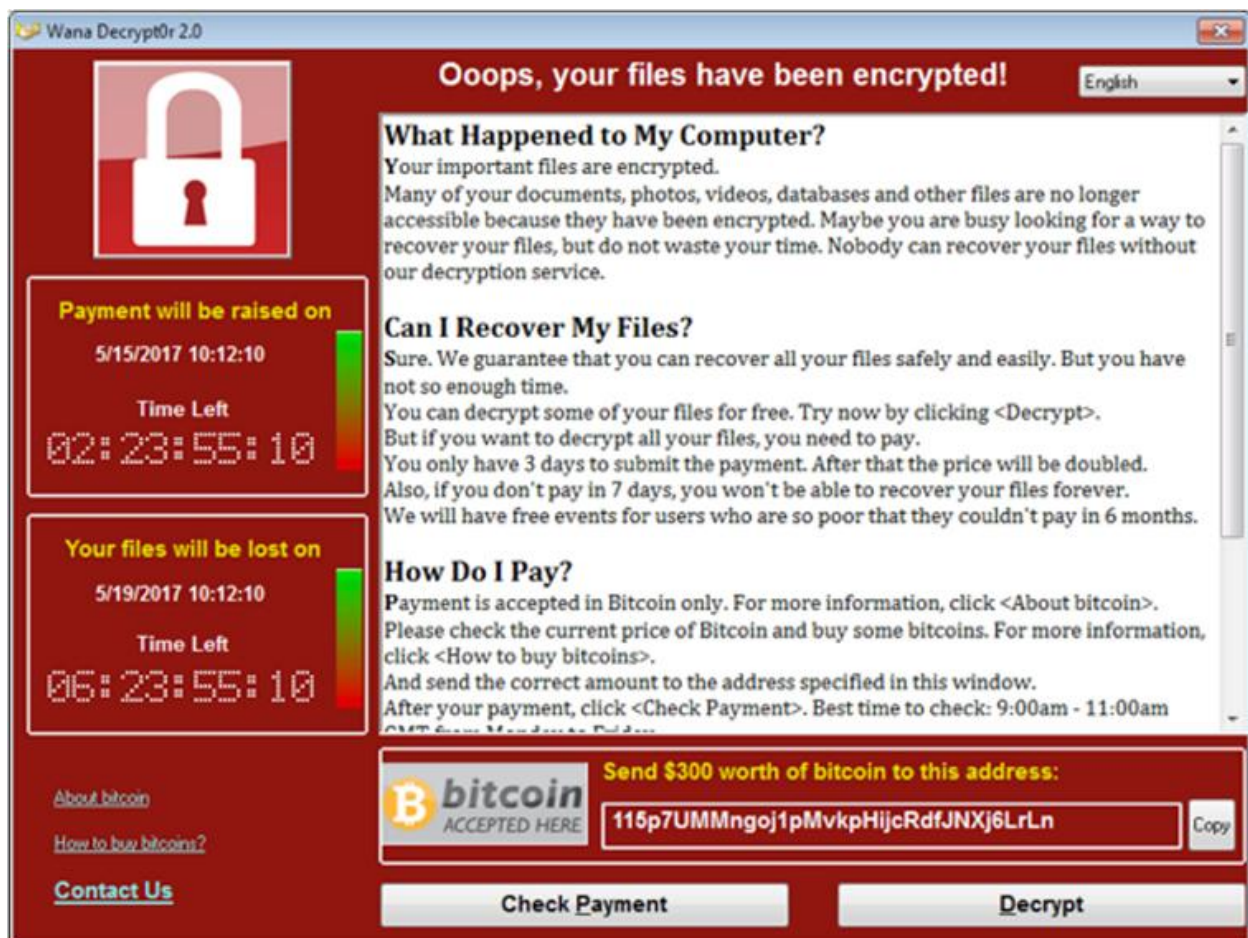 Wana Decrypt0r 2.0
Ooops, your files have been encrypted!
English
Payment will be raised on
5/15/2017 10:12:10
Time Left
02:23:55:10
Your files will be lost on
5/19/2017 10:12:10
Time Left
06:23:55:10
About bitcoin
How to buy bitcoins?
Contact Us
What Happened to My Computer?
Your important files are encrypted.
Many of your documents, photos, videos, databases and other files are no longer
accessible because they have been encrypted. Maybe you are busy looking for a way to
recover your files, but do not waste your time. Nobody can recover your files without
our decryption service.
Can I Recover My Files?
Sure. We guarantee that you can recover all your files safely and easily. But you have
not so enough time.
You can decrypt some of your files for free. Try now by clicking <Decrypt>.
But if you want to decrypt all your files, you need to pay.
You only have 3 days to submit the payment. After that the price will be doubled.
Also, if you don't pay in 7 days, you won't be able to recover your files forever.
We will have free events for users who are so poor that they couldn't pay in 6 months.
How Do I Pay?
Payment is accepted in Bitcoin only. For more information, click <About bitcoin>.
Please check the current price of Bitcoin and buy some bitcoins. For more information,
click <How to buy bitcoins>.
And send the correct amount to the address specified in this window.
After your payment, click <Check Payment>. Best time to check: 9:00am - 11:00am
GMT from Monday to Friday
bitcoin
ACCEPTED HERE
Send $300 worth of bitcoin to this address:
115p7UMMngoj1pMvkpHijcRdfJNXj6LrLn
Copy
Check Payment
Decrypt